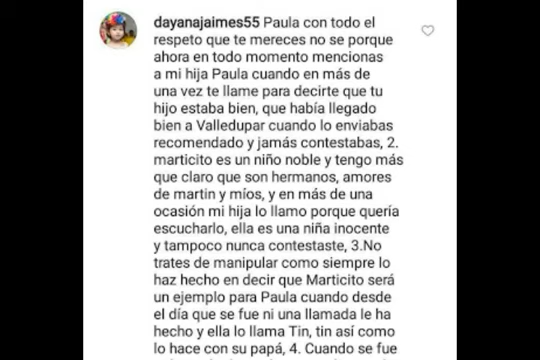 dayanajaimes55 Paula con todo el
respeto que te mereces no se porque
ahora en todo momento mencionas
a mi hija Paula cuando en más de
una vez te llame para decirte que tu
hijo estaba bien, que había llegado
bien a Valledupar cuando lo enviabas
recomendado y jamás contestabas, 2.
marticito es un niño noble y tengo más
que claro que son hermanos, amores
de martin y míos, y en más de una
ocasión mi hija lo llamo porque quería
escucharlo, ella es una niña inocente
y tampoco nunca contestaste, 3.No
trates de manipular como siempre lo
haz hecho en decir que Marticito será
un ejemplo para Paula cuando desde
el día que se fue ni una llamada le ha
hecho y ella lo llama Tin, tin así como
lo hace con su papá, 4. Cuando se fue